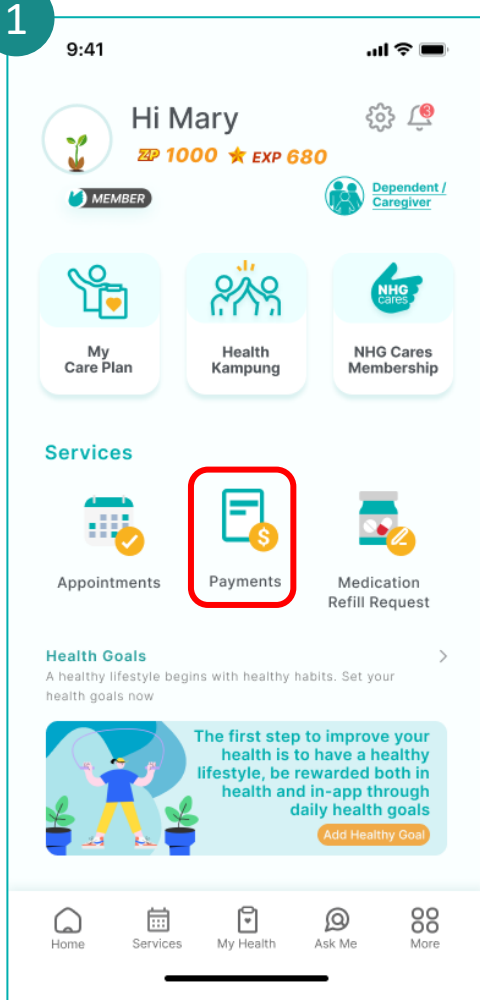 1
9:41
Hi Mary
3
ZP 1000 EXP 680
MEMBER
Dependent /
Caregiver
NHG
cares
My
Care Plan
Health
Kampung
NHG Cares
Membership
Services
$
Appointments
Payments
Medication
Refill Request
Health Goals
A healthy lifestyle begins with healthy habits. Set your
health goals now
The first step to improve your
health is to have a healthy
lifestyle, be rewarded both in
health and in-app through
daily health goals
Add Healthy Goal
Home
Services
My Health
Ask Me
More